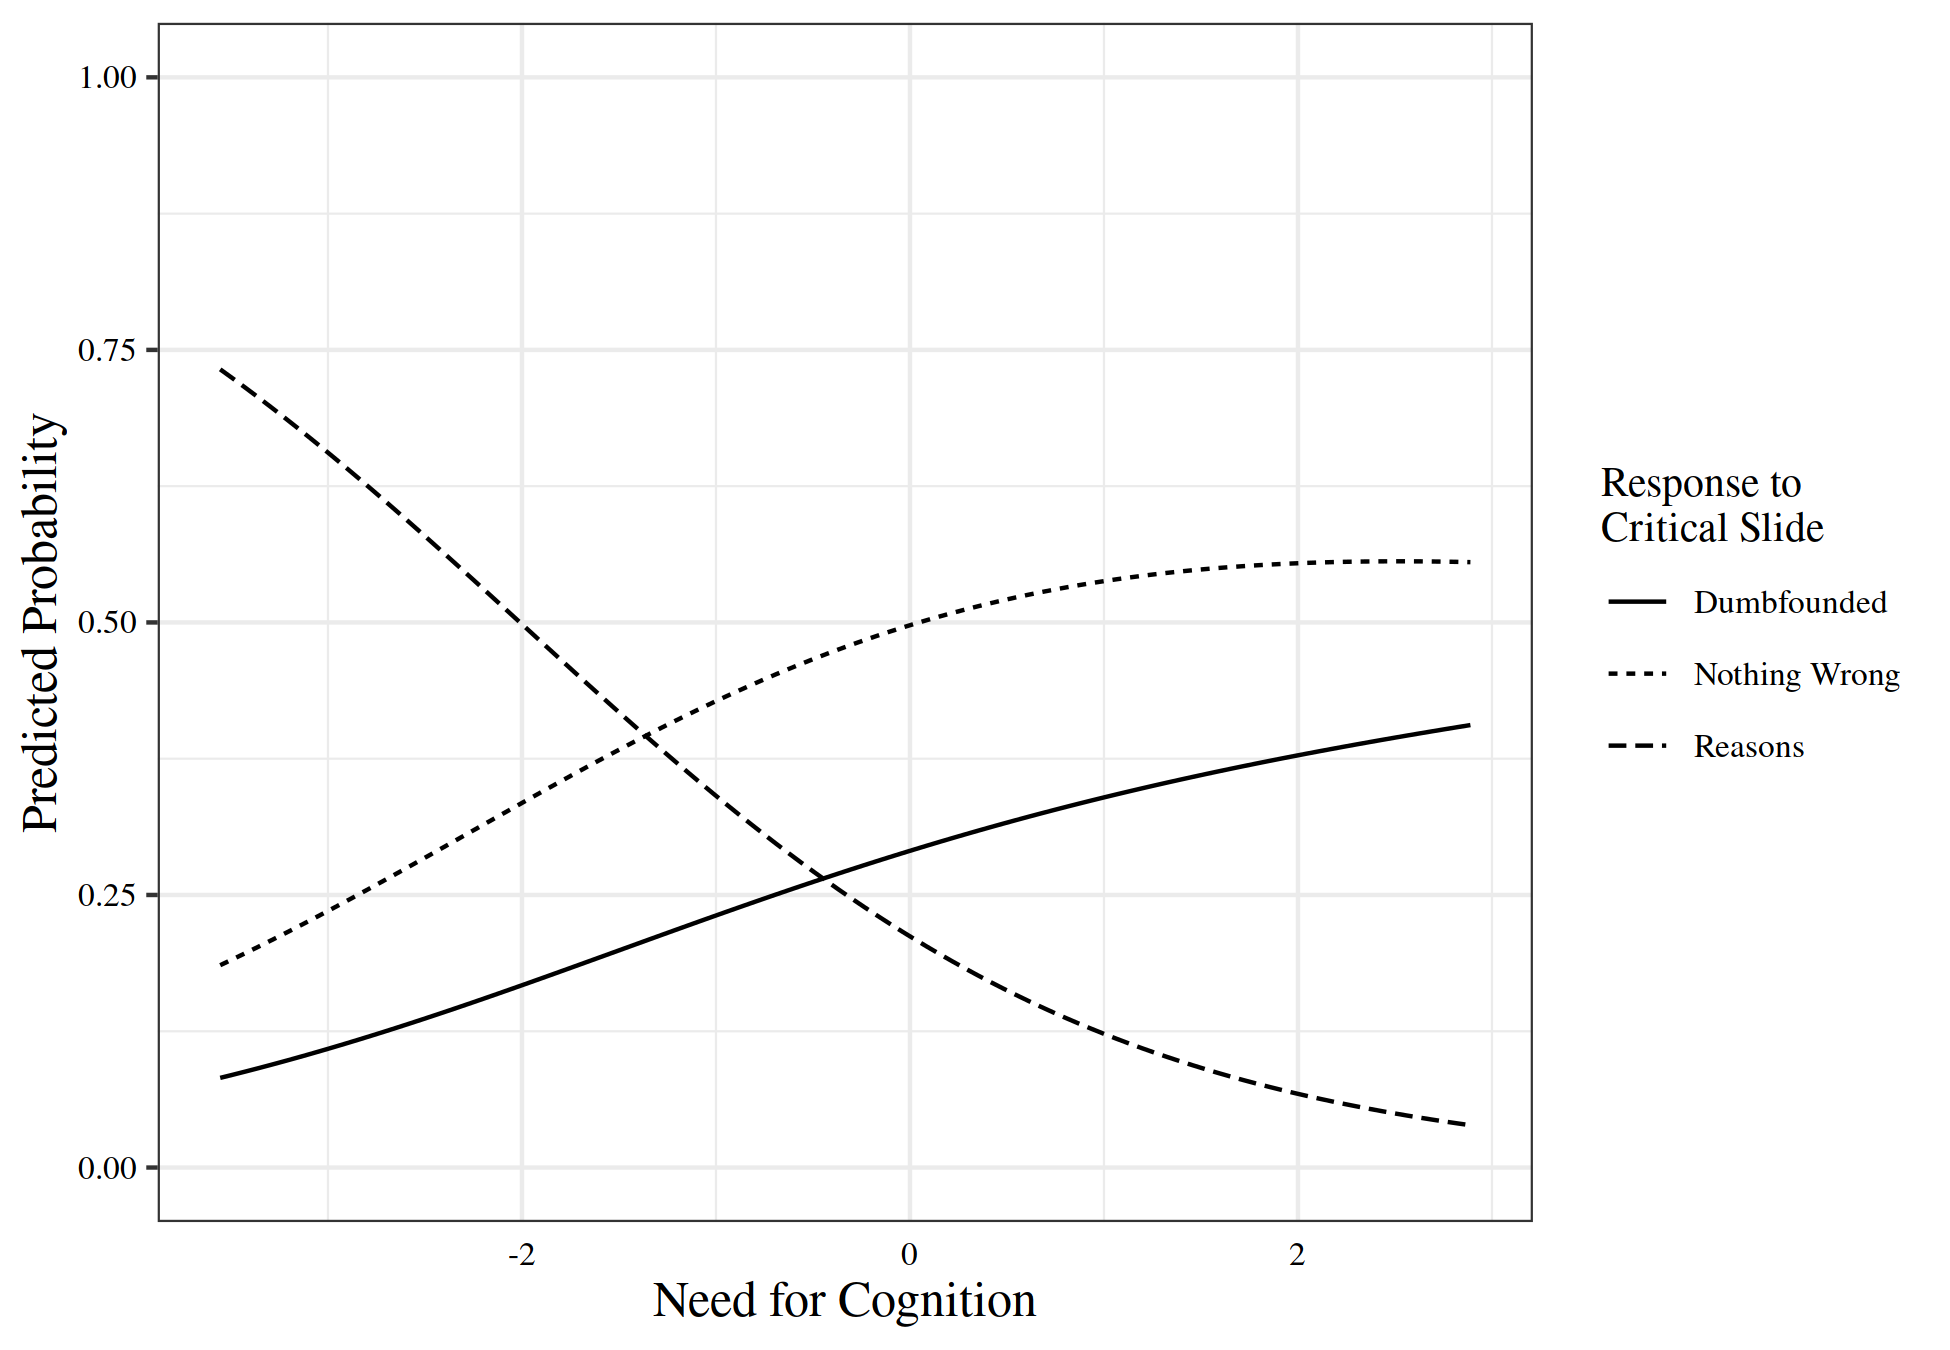 1.00
0.75
0.50
0.25
0.00
Predicted Probability
-2
0
2
Need for Cognition
Response to
Critical Slide
Dumbfounded
Nothing Wrong
Reasons